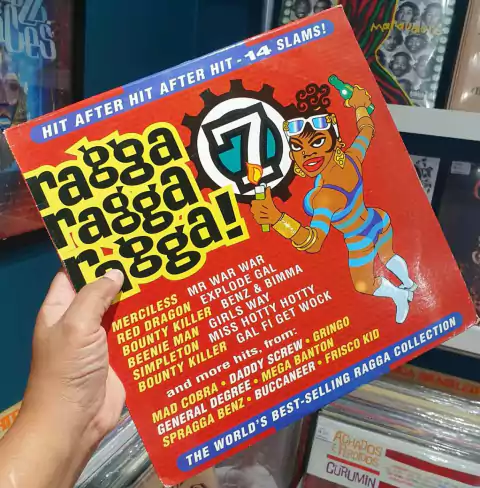 HIT AFTER HIT AFTER HIT - 14 SLAMS!
ragga
ragga
ragga!
7
MERCILESS MR WAR WAR
RED DRAGON EXPLODE GAL
BOUNTY KILLER BENZ & BIMMA
BEENIE MAN GIRLS WAY
SIMPLETON MISS HOTTY HOTTY
BOUNTY KILLER GAL FI GET WOCK
and more hits, from:
MAD COBRA • DADDY SCREW • GRINGO
GENERAL DEGREE • MEGA BANTON
SPRAGGA BENZ • BUCCANEER • FRISCO KID
THE WORLD'S BEST-SELLING RAGGA COLLECTION
ACHADOS
CURUMIN